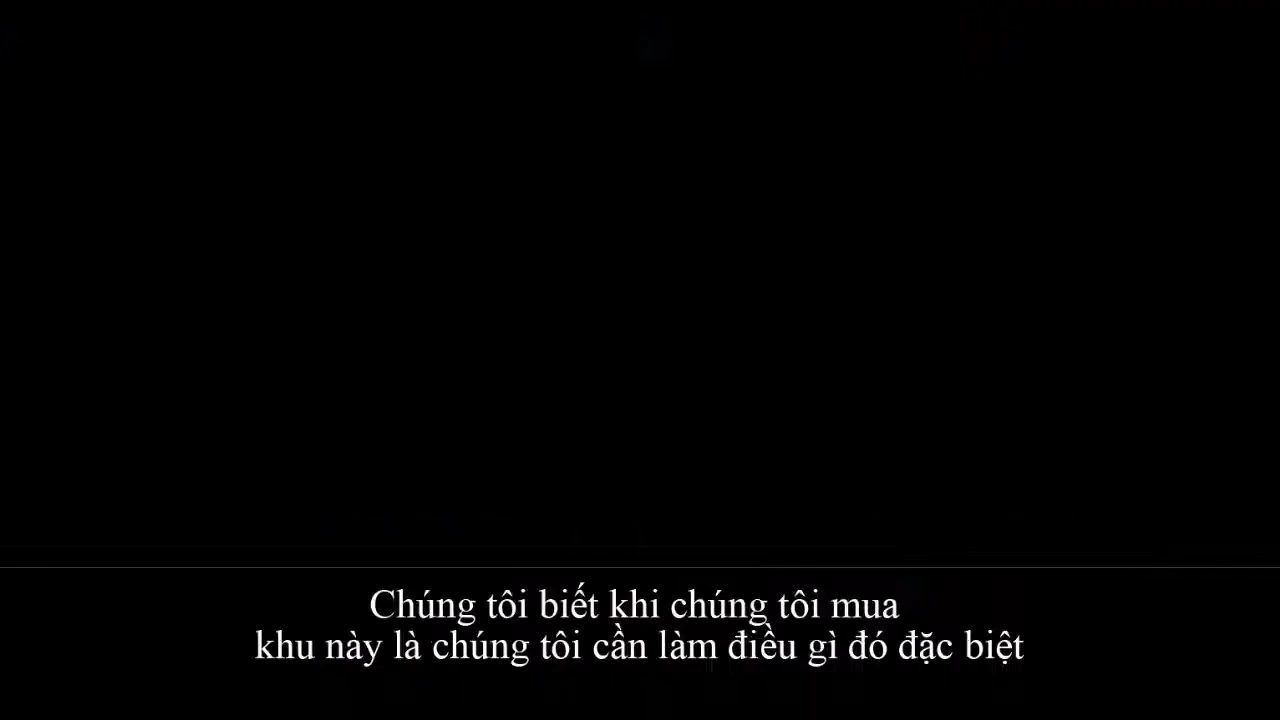 Chúng tôi biết khi chúng tôi mua
khu này là chúng tôi cần làm điều gì đó đặc biệt